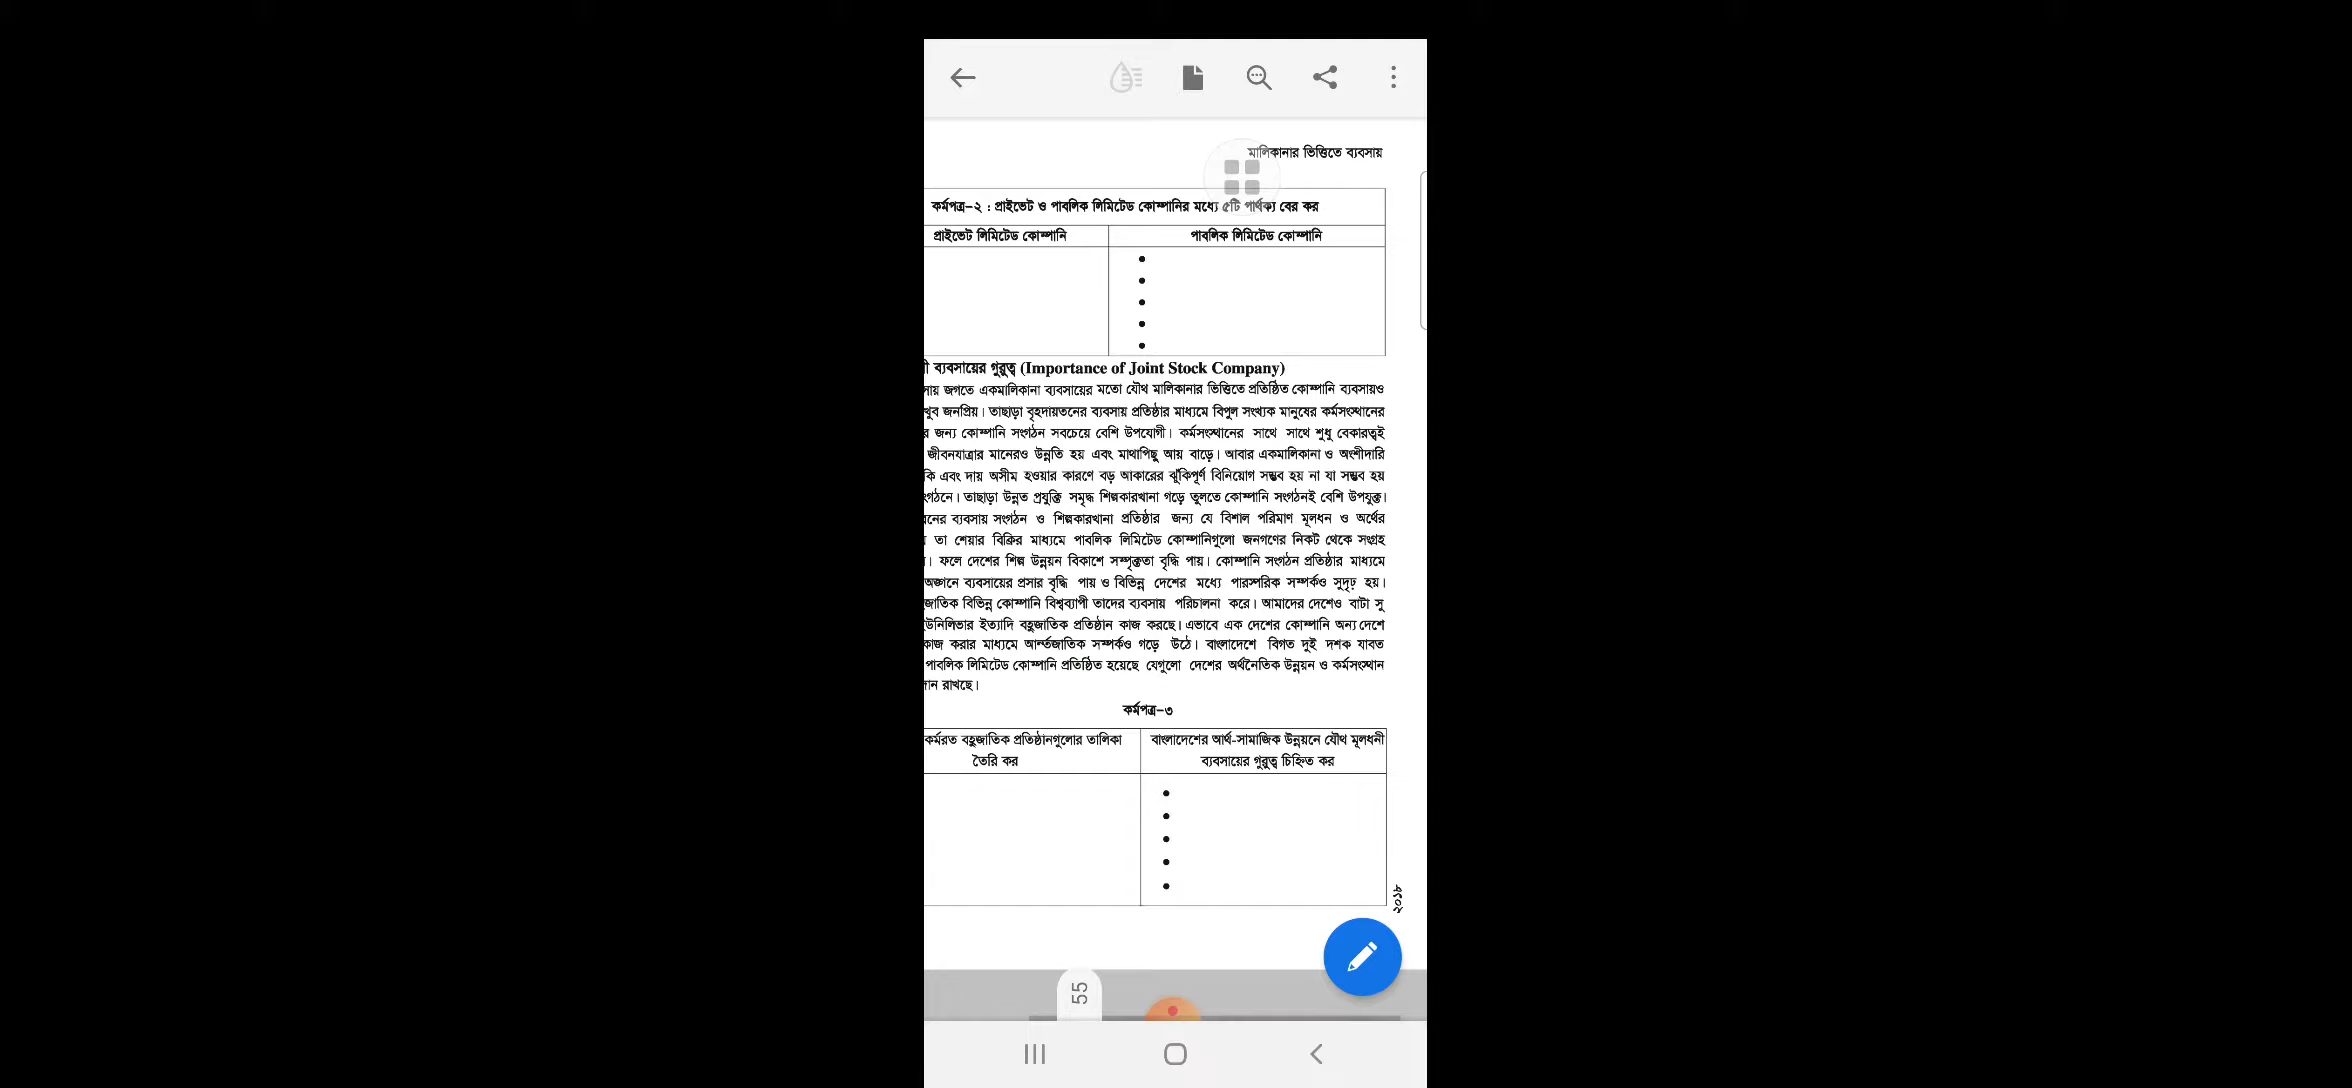 মালিকানার ভিত্তিতে ব্যবসায়
কর্মপত্র-২ : প্রাইভেট ও পাবলিক লিমিটেড কোম্পানির মধ্যে ৫টি পার্থক্য বের কর
প্রাইভেট লিমিটেড কোম্পানি
পাবলিক লিমিটেড কোম্পানি
ব্যবসায়ের গুরুত্ব (Importance of Joint Stock Company)
জগতে একমালিকানা ব্যবসায়ের মতো যৌথ মালিকানার ভিত্তিতে প্রতিষ্ঠিত কোম্পানি ব্যবসায়ও
খুব জনপ্রিয়। তাছাড়া বৃহদায়তনের ব্যবসায় প্রতিষ্ঠার মাধ্যমে বিপুল সংখ্যক মানুষের কর্মসংস্থানের
র জন্য কোম্পানি সংগঠন সবচেয়ে বেশি উপযোগী। কর্মসংস্থানের সাথে সাথে শুধু বেকারত্বই
জীবনযাত্রার মানেরও উন্নতি হয় এবং মাথাপিছু আয় বাড়ে। আবার একমালিকানা ও অংশীদারি
কি এবং দায় অসীম হওয়ার কারণে বড় আকারের ঝুঁকিপূর্ণ বিনিয়োগ সম্ভব হয় না যা সম্ভব হয়
গঠনে। তাছাড়া উন্নত প্রযুক্তি সমৃদ্ধ শিল্পকারখানা গড়ে তুলতে কোম্পানি সংগঠনই বেশি উপযুক্ত।
নের ব্যবসায় সংগঠন ও শিল্পকারখানা প্রতিষ্ঠার জন্য যে বিশাল পরিমাণ মূলধন ও অর্থের
তা শেয়ার বিক্রির মাধ্যমে পাবলিক লিমিটেড কোম্পানিগুলো জনগণের নিকট থেকে সংগ্রহ
। ফলে দেশের শিল্প উন্নয়ন বিকাশে সম্পৃক্ততা বৃদ্ধি পায়। কোম্পানি সংগঠন প্রতিষ্ঠার মাধ্যমে
অঙ্গানে ব্যবসায়ের প্রসার বৃদ্ধি পায় ও বিভিন্ন দেশের মধ্যে পারস্পরিক সম্পর্কও সুদৃঢ় হয়।
জাতিক বিভিন্ন কোম্পানি বিশ্বব্যাপী তাদের ব্যবসায় পরিচালনা করে। আমাদের দেশেও বাটা সু
ইউনিলিভার ইত্যাদি বহুজাতিক প্রতিষ্ঠান কাজ করছে। এভাবে এক দেশের কোম্পানি অন্য দেশে
কাজ করার মাধ্যমে আর্ন্তজাতিক সম্পর্কও গড়ে উঠে। বাংলাদেশে বিগত দুই দশক যাবত
পাবলিক লিমিটেড কোম্পানি প্রতিষ্ঠিত হয়েছে যেগুলো দেশের অর্থনৈতিক উন্নয়ন ও কর্মসংস্থান
দান রাখছে।
কর্মপত্র-৩
কর্মরত বহুজাতিক প্রতিষ্ঠানগুলোর তালিকা
তৈরি কর
বাংলাদেশের আর্থ-সামাজিক উন্নয়নে যৌথ মূলধনী
ব্যবসায়ের গুরুত্ব চিহ্নিত কর
২০১৮
55